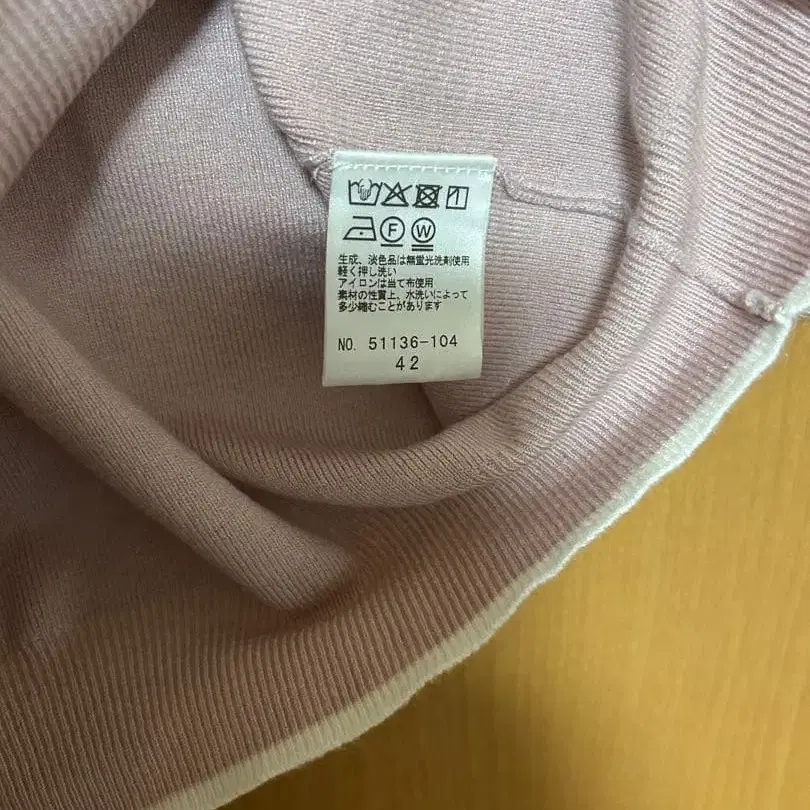 F W
生成、淡色品は無蛍光洗剤使用
軽く押し洗い
アイロンは当て布使用
素材の性質上、水洗いによって
多少縮むことがあります
NO. 51136-104
42